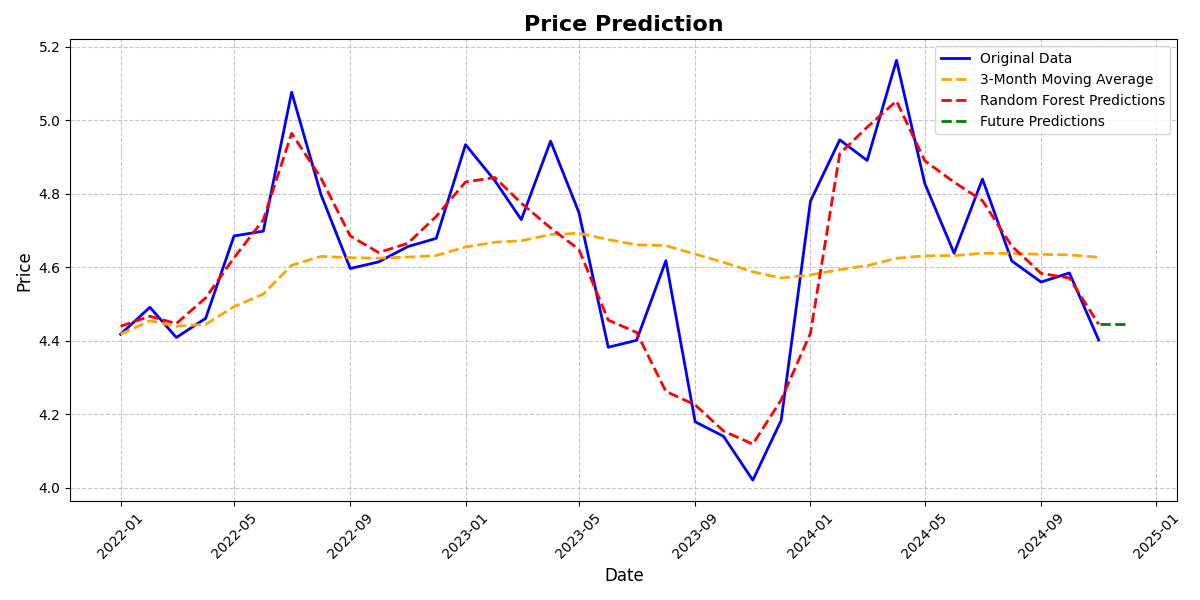 Price Prediction
Original Data
3-Month Moving Average
Random Forest Predictions
Future Predictions
Price
5.2
5.0
4.8
4.6
4.4
4.2
4.0
2022-01
2022-05
2022-09
2023-01
2023-05
2023-09
2024-01
2024-05
2024-09
2025-01
Date